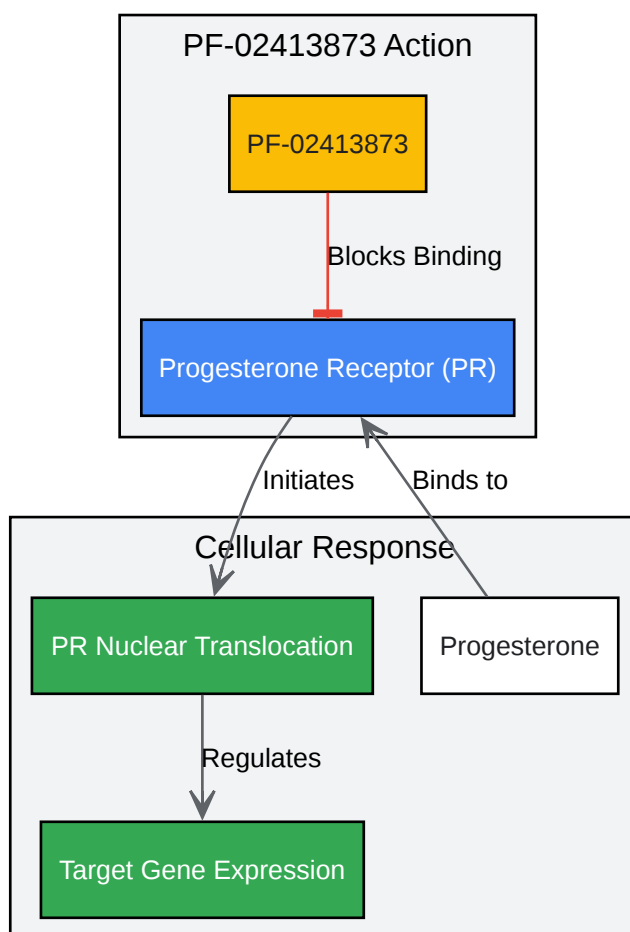 PF-02413873 Action
PF-02413873
Blocks Binding
Progesterone Receptor (PR)
Initiates
Binds to
Cellular Response
PR Nuclear Translocation
Progesterone
Regulates
Target Gene Expression